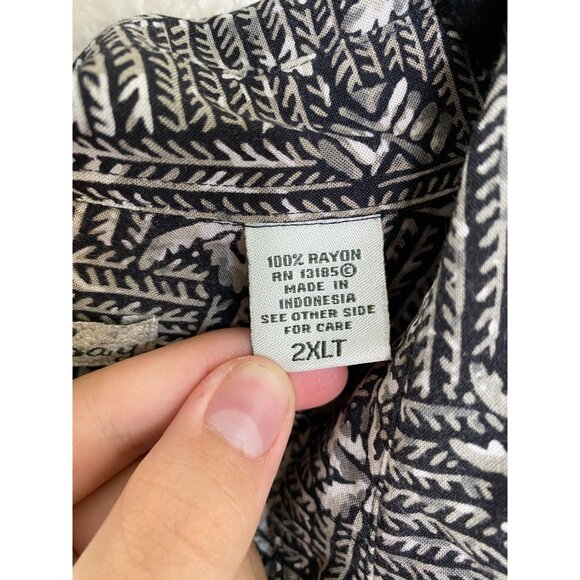 100% RAYON
RN 13185©
MADE IN
INDONESIA
SEE OTHER SIDE
FOR CARE
2XLT